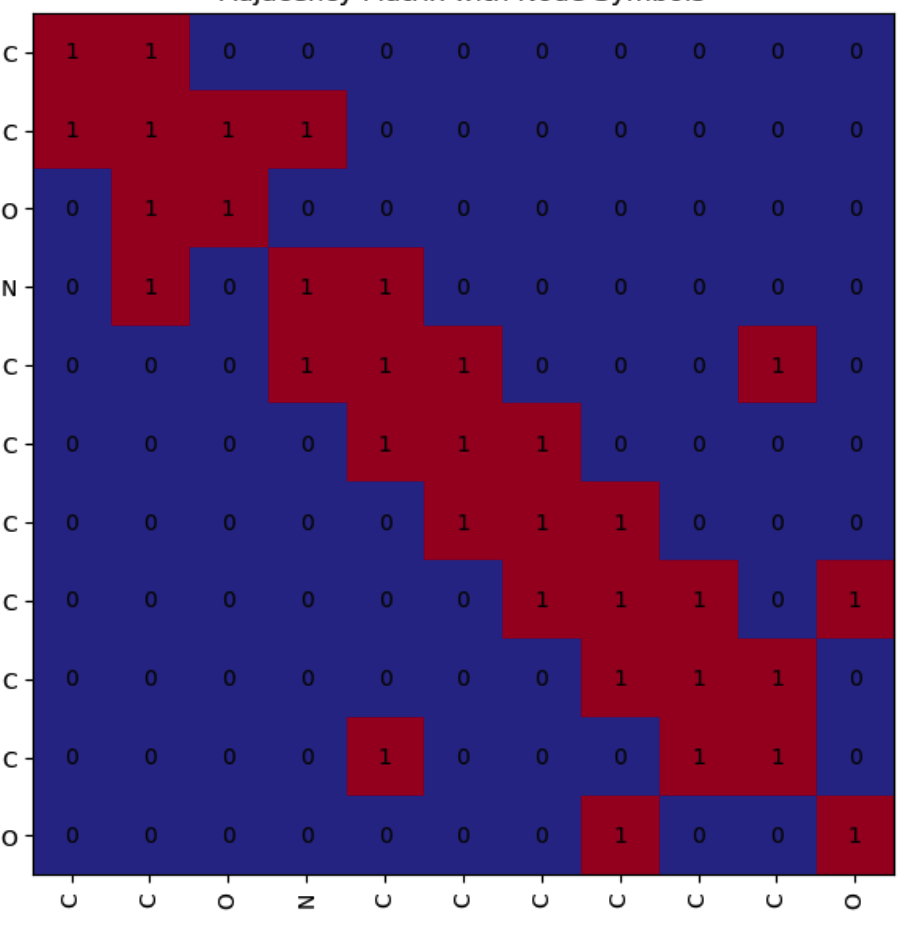 Adjacency Matrix with Node Symbols
C 1 1 0 0 0 0 0 0 0 0 0
C 1 1 1 1 0 0 0 0 0 0 0
O 0 1 1 0 0 0 0 0 0 0 0
N 0 1 0 1 1 0 0 0 0 0 0
C 0 0 0 1 1 1 0 0 0 1 0
C 0 0 0 0 1 1 1 0 0 0 0
C 0 0 0 0 0 1 1 1 0 0 0
C 0 0 0 0 0 0 1 1 1 0 1
C 0 0 0 0 0 0 0 1 1 1 0
C 0 0 0 0 1 0 0 0 1 1 0
O 0 0 0 0 0 0 0 1 0 0 1
C C O N C C C C C C O